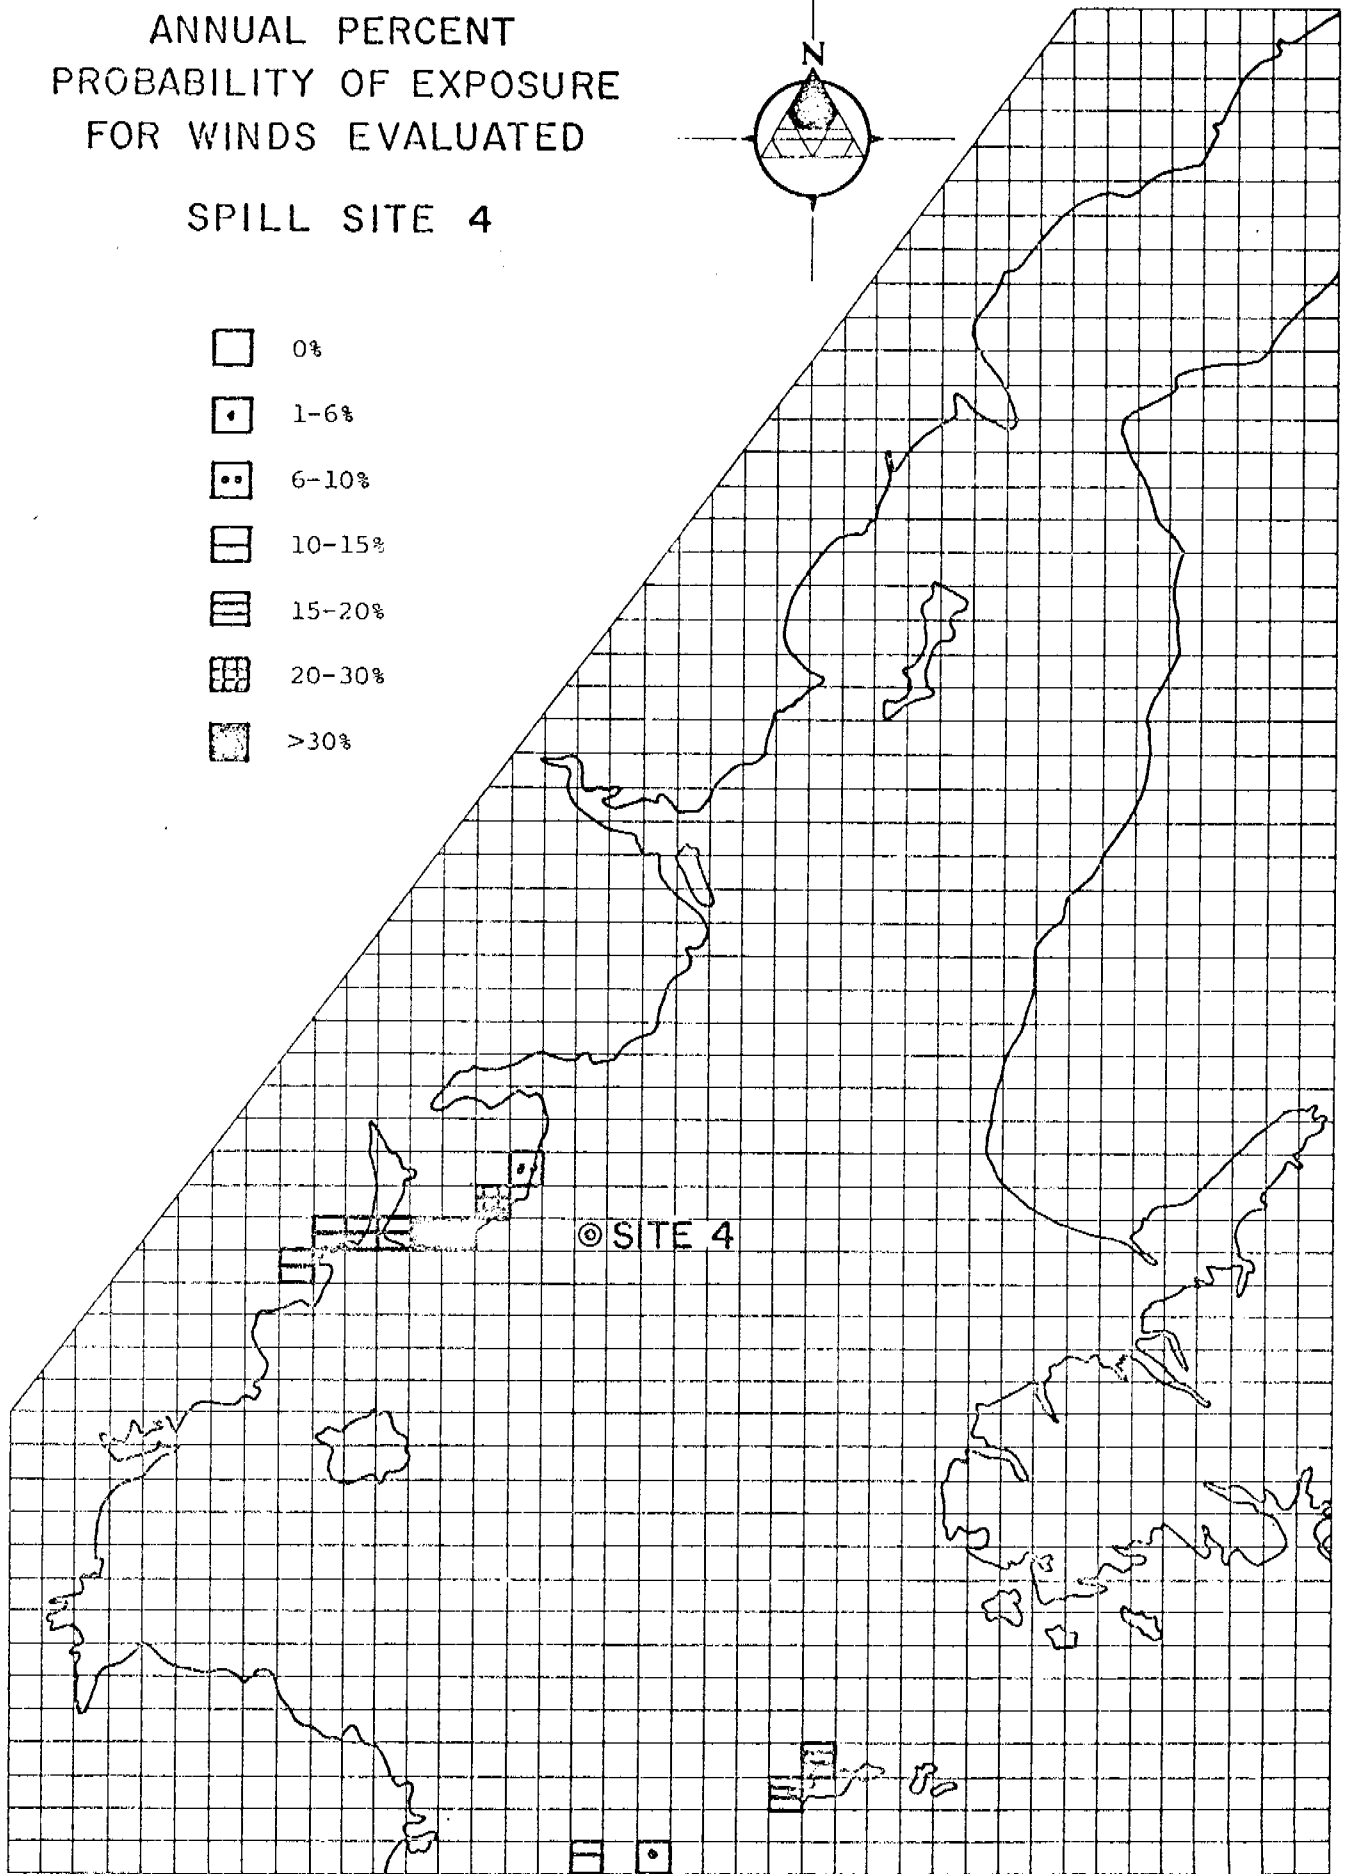 ANNUAL PERCENT
PROBABILITY OF EXPOSURE
FOR WINDS EVALUATED
SPILL SITE 4
N
0%
1-6%
6-10%
10-15%
15-20%
20-30%
>30%
SITE 4